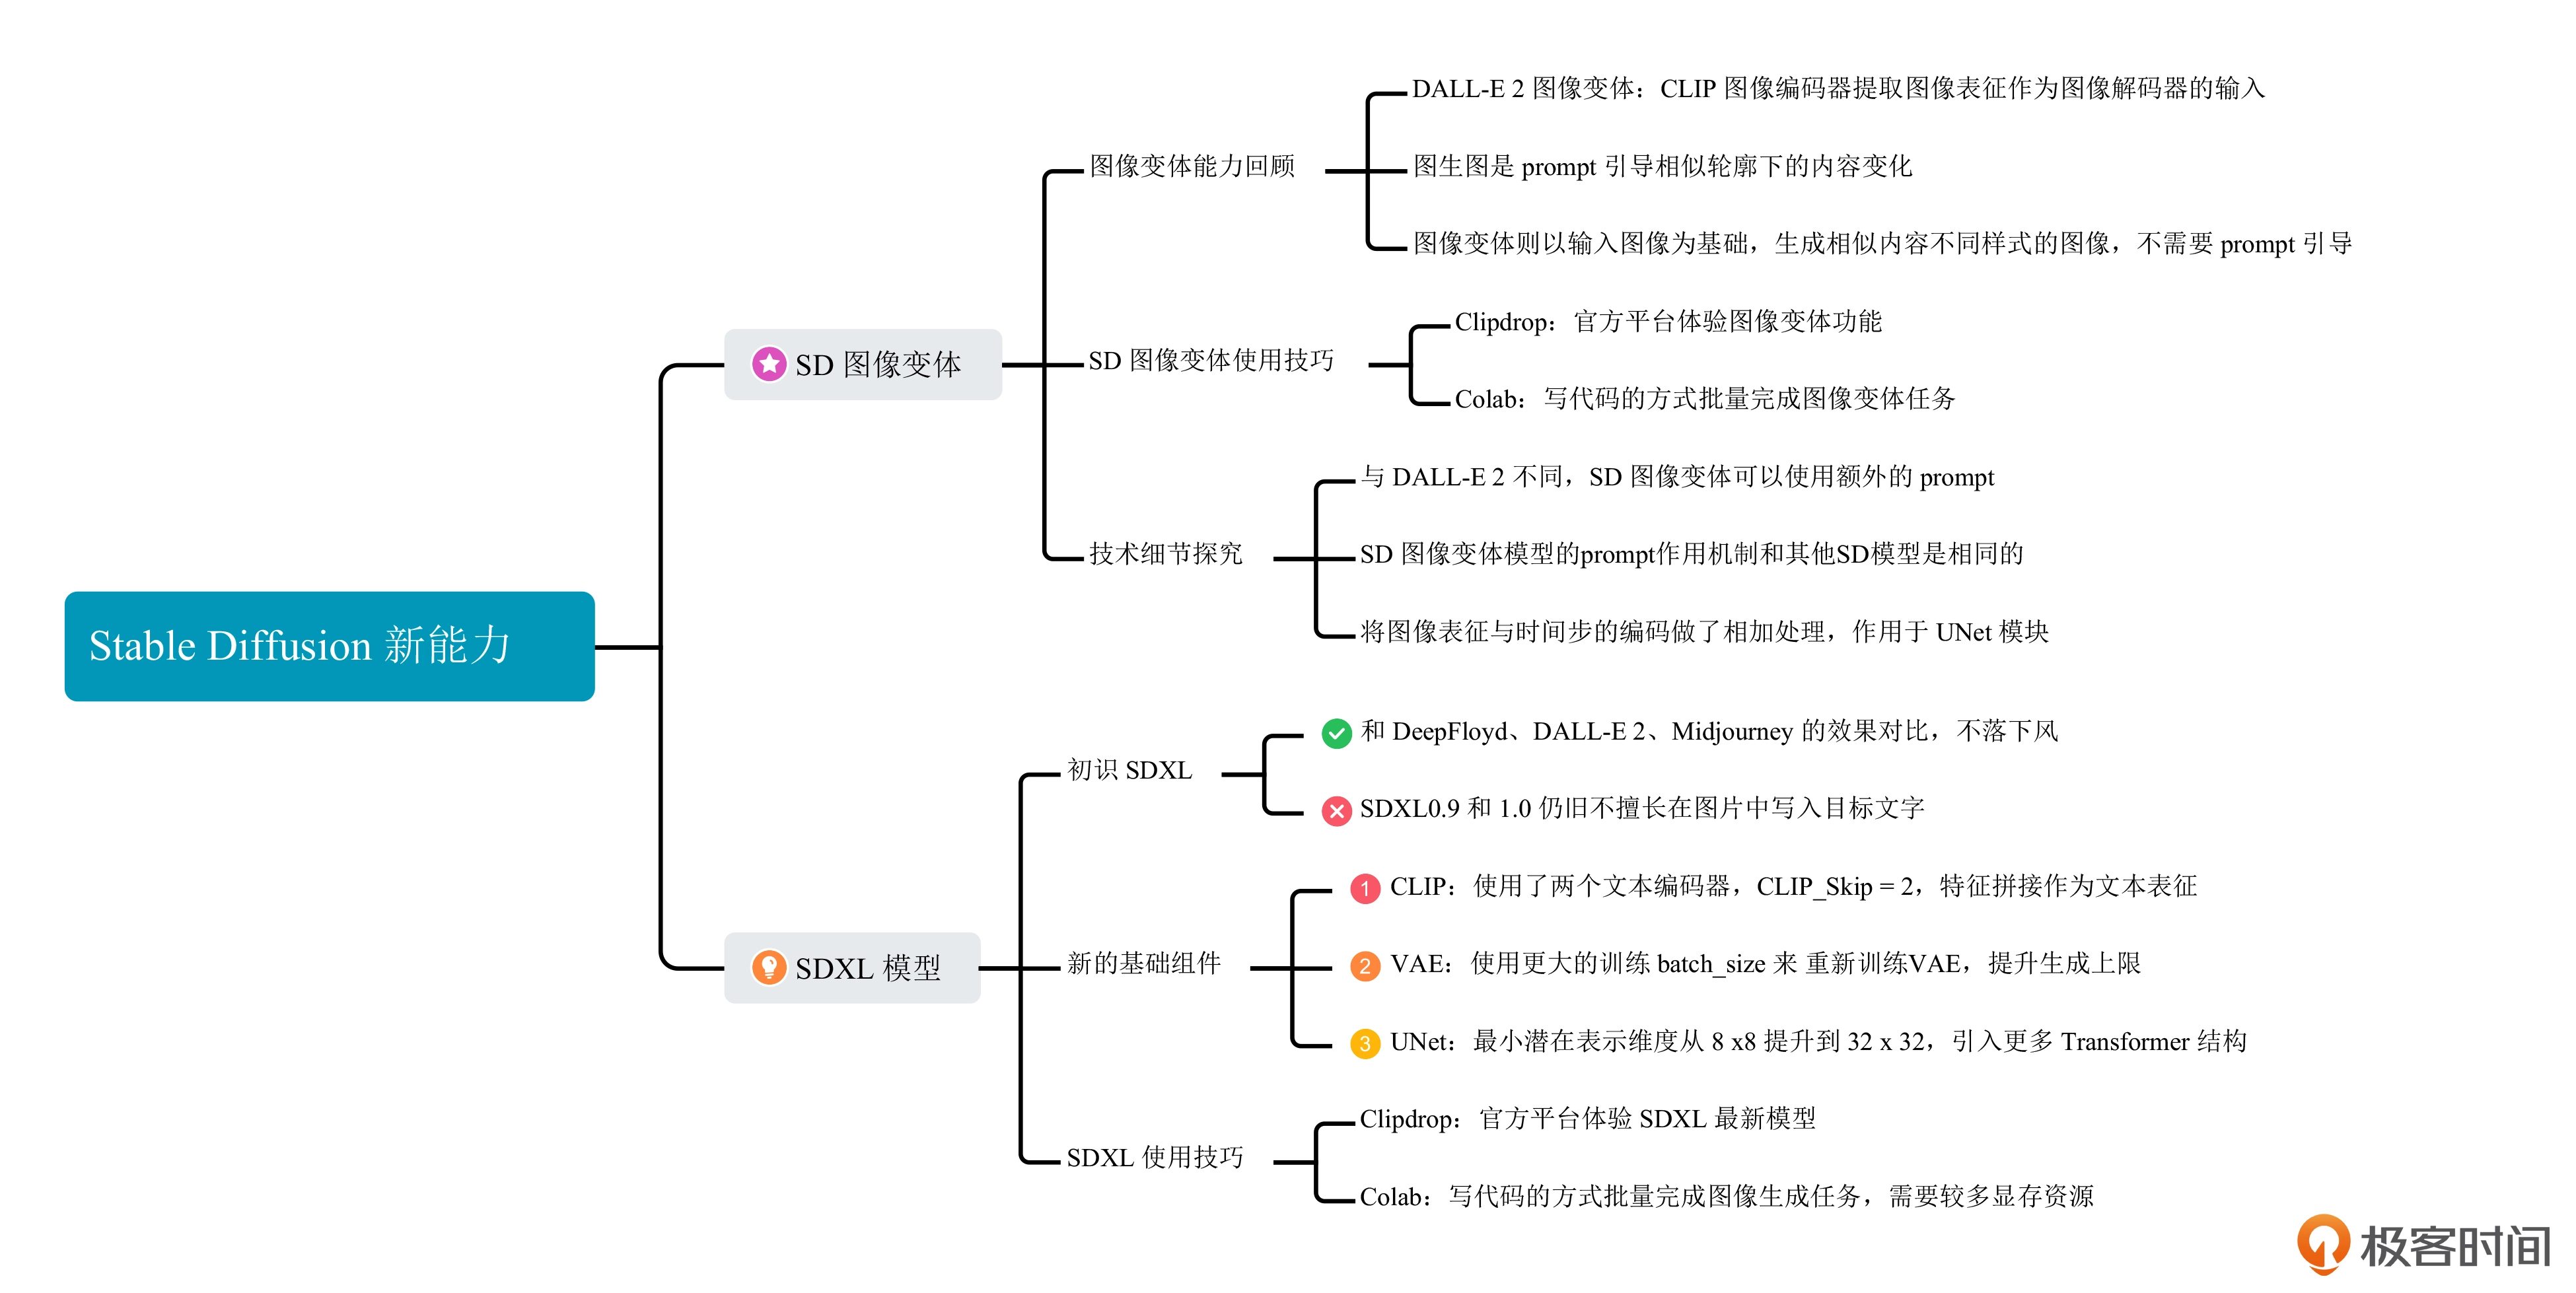 Stable Diffusion 新能力
SD 图像变体
图像变体能力回顾
DALL-E 2 图像变体：CLIP 图像编码器提取图像表征作为图像解码器的输入
图生图是 prompt 引导相似轮廓下的内容变化
图像变体则以输入图像为基础，生成相似内容不同样式的图像，不需要 prompt 引导
SD 图像变体使用技巧
Clipdrop：官方平台体验图像变体功能
Colab：写代码的方式批量完成图像变体任务
技术细节探究
与 DALL-E 2 不同，SD 图像变体可以使用额外的 prompt
SD 图像变体模型的prompt作用机制和其他SD模型是相同的
将图像表征与时间步的编码做了相加处理，作用于 UNet 模块
SDXL 模型
初识 SDXL
和 DeepFloyd、DALL-E 2、Midjourney 的效果对比，不落下风
SDXL0.9 和 1.0 仍旧不擅长在图片中写入目标文字
新的基础组件
1 CLIP：使用了两个文本编码器，CLIP_Skip = 2，特征拼接作为文本表征
2 VAE：使用更大的训练 batch_size 来 重新训练VAE，提升生成上限
3 UNet：最小潜在表示维度从 8 x8 提升到 32 x 32，引入更多 Transformer 结构
SDXL 使用技巧
Clipdrop：官方平台体验 SDXL 最新模型
Colab：写代码的方式批量完成图像生成任务，需要较多显存资源
极客时间